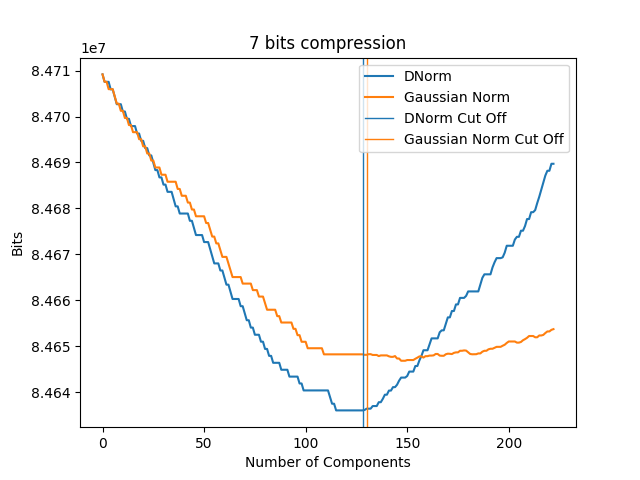 7 bits compression
1e7
8.471
8.470
8.469
8.468
8.467
8.466
8.465
8.464
Bits
DNorm
Gaussian Norm
DNorm Cut Off
Gaussian Norm Cut Off
0 50 100 150 200
Number of Components